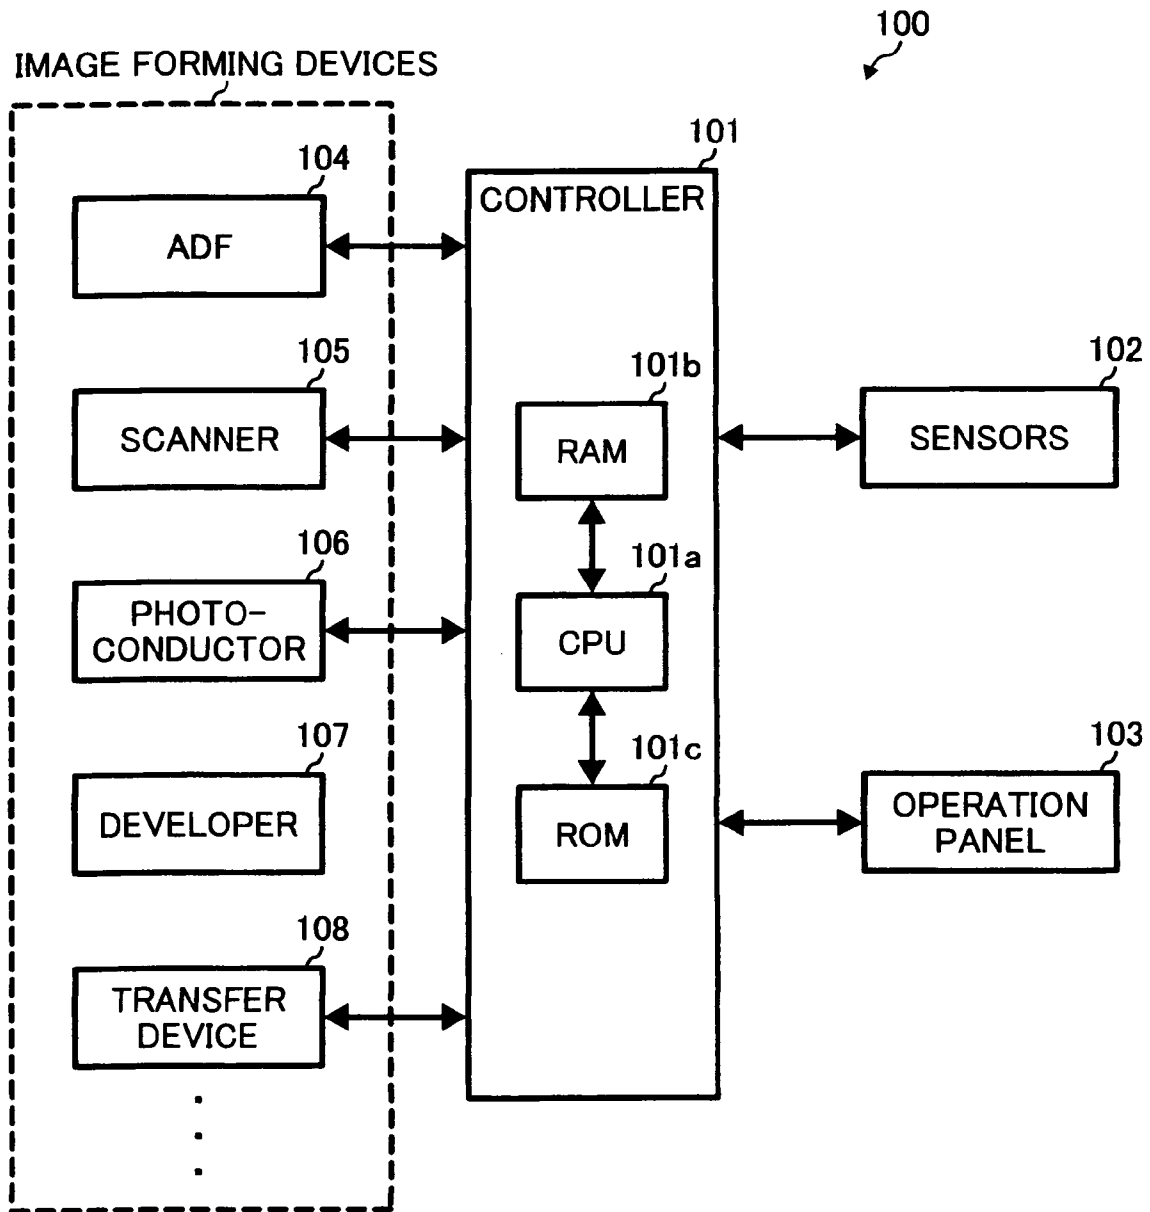 100
IMAGE FORMING DEVICES
104
ADF
105
SCANNER
106
PHOTO-
CONDUCTOR
107
DEVELOPER
108
TRANSFER
DEVICE
101
CONTROLLER
101b
RAM
101a
CPU
101c
ROM
102
SENSORS
103
OPERATION
PANEL